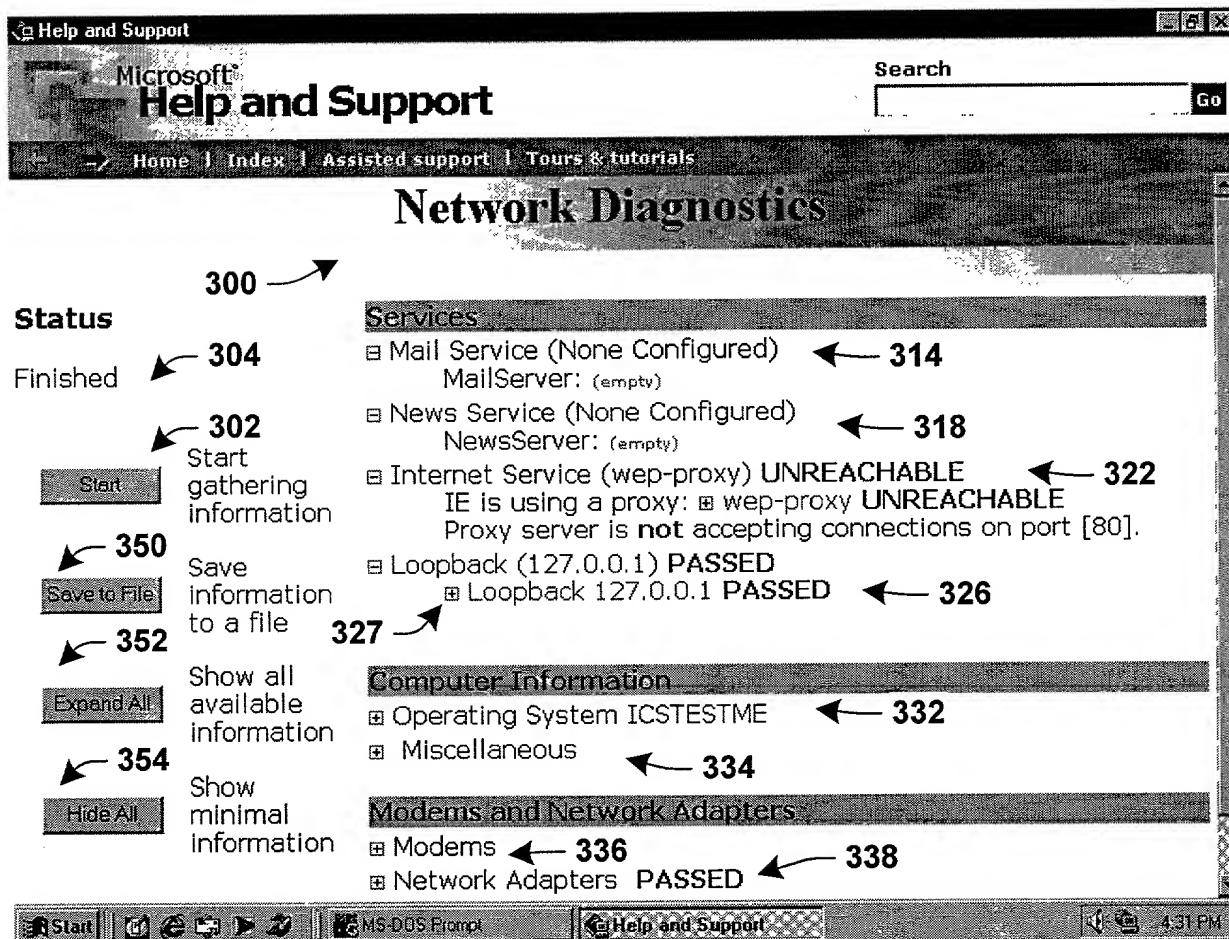 Help and Support
Microsoft®
Help and Support
Search
Go
Home | Index | Assisted support | Tours & tutorials
Network Diagnostics
300
Status
304
Finished
302
Start
Start gathering information
350
Save to File
Save information to a file
352
Expand All
Show all available information
354
Hide All
Show minimal information
Services
Mail Service (None Configured)
314
MailServer: (empty)
News Service (None Configured)
318
NewsServer: (empty)
Internet Service (wep-proxy) UNREACHABLE
322
IE is using a proxy: wep-proxy UNREACHABLE
Proxy server is not accepting connections on port [80].
Loopback (127.0.0.1) PASSED
Loopback 127.0.0.1 PASSED
326
327
Computer Information
Operating System ICSTESTME
332
Miscellaneous
334
Modems and Network Adapters
Modems
336
338
Network Adapters PASSED
Start
MS-DOS Prompt
Help and Support
4:31 PM